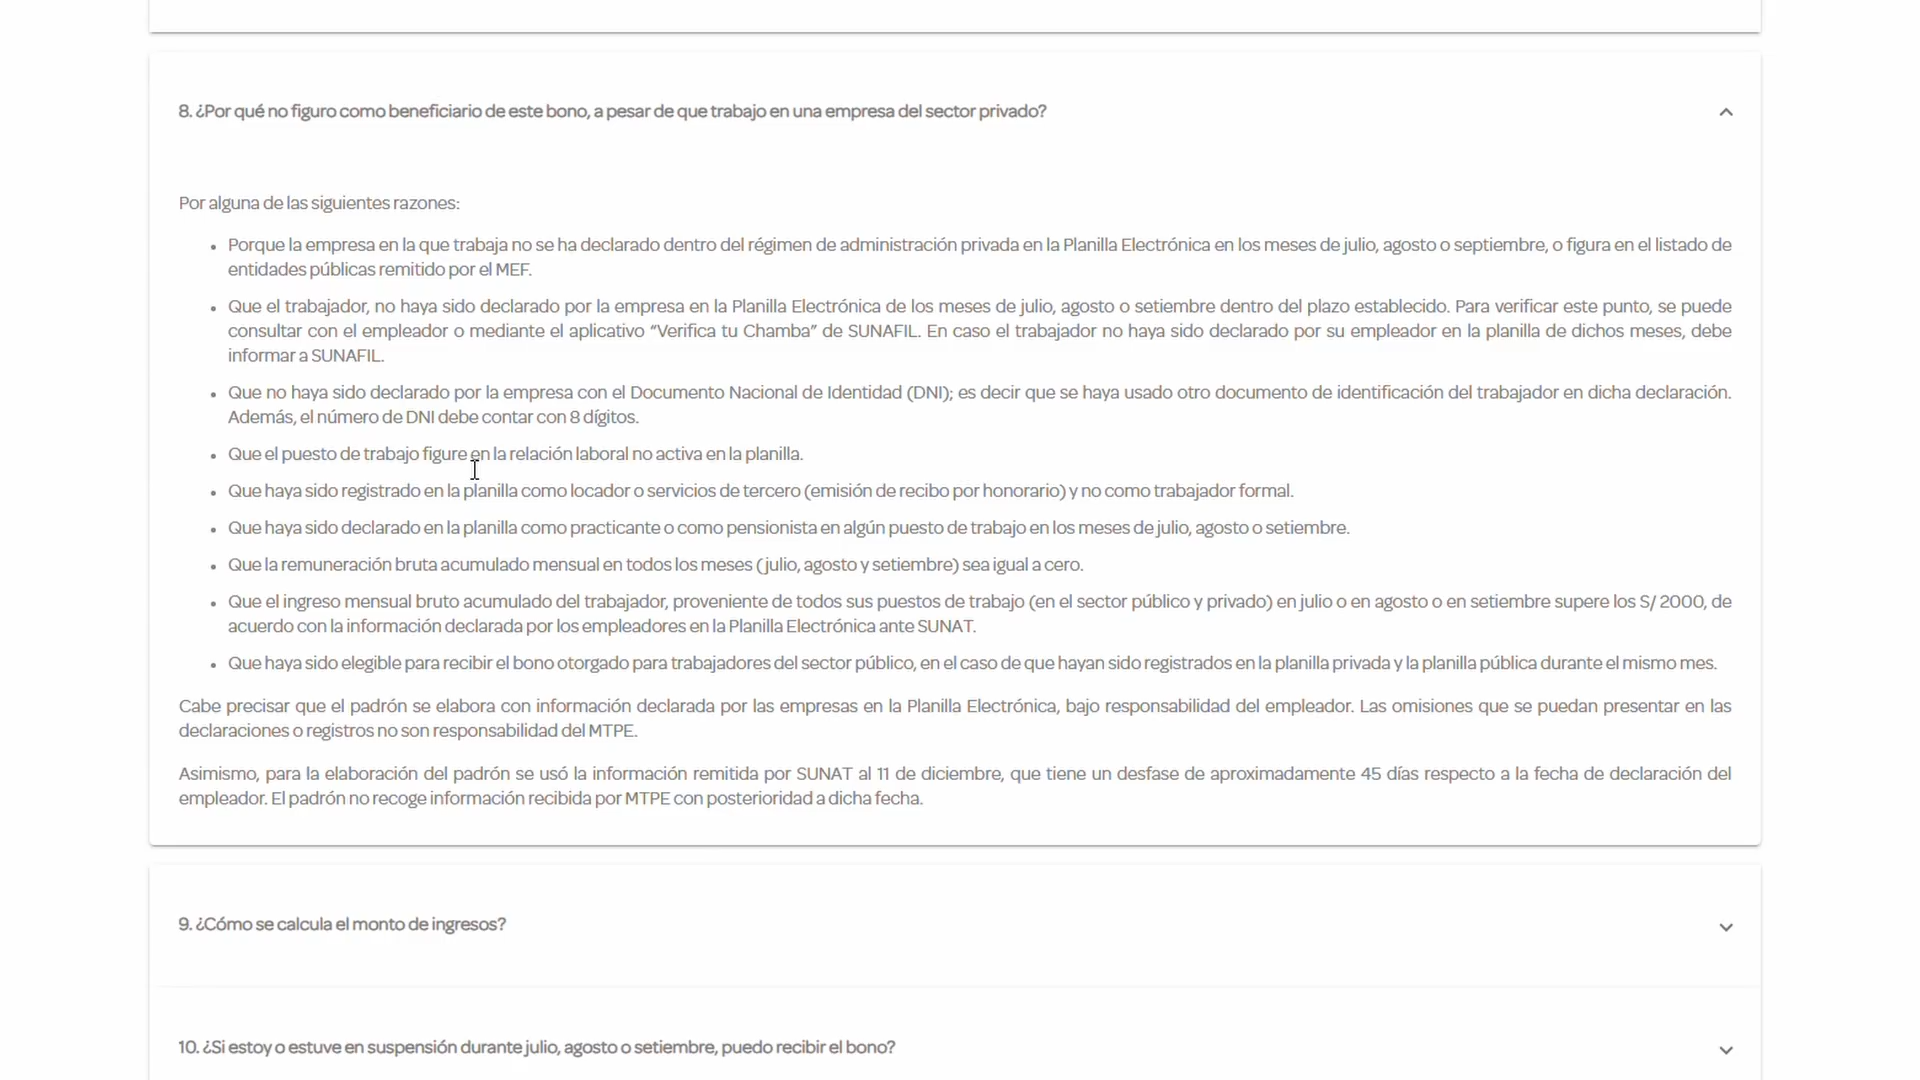 8. ¿Por qué no figuro como beneficiario de este bono, a pesar de que trabajo en una empresa del sector privado?
Por alguna de las siguientes razones:
• Porque la empresa en la que trabaja no se ha declarado dentro del régimen de administración privada en la Planilla Electrónica en los meses de julio, agosto o septiembre, o figura en el listado de
entidades públicas remitido por el MEF.
• Que el trabajador, no haya sido declarado por la empresa en la Planilla Electrónica de los meses de julio, agosto o setiembre dentro del plazo establecido. Para verificar este punto, se puede
consultar con el empleador o mediante el aplicativo “Verifica tu Chamba” de SUNAFIL. En caso el trabajador no haya sido declarado por su empleador en la planilla de dichos meses, debe
informar a SUNAFIL.
• Que no haya sido declarado por la empresa con el Documento Nacional de Identidad (DNI); es decir que se haya usado otro documento de identificación del trabajador en dicha declaración.
Además, el número de DNI debe contar con 8 dígitos.
• Que el puesto de trabajo figure en la relación laboral no activa en la planilla.
• Que haya sido registrado en la planilla como locador o servicios de tercero (emisión de recibo por honorario) y no como trabajador formal.
• Que haya sido declarado en la planilla como practicante o como pensionista en algún puesto de trabajo en los meses de julio, agosto o setiembre.
• Que la remuneración bruta acumulado mensual en todos los meses (julio, agosto y setiembre) sea igual a cero.
• Que el ingreso mensual bruto acumulado del trabajador, proveniente de todos sus puestos de trabajo (en el sector público y privado) en julio o en agosto o en setiembre supere los S/ 2000, de
acuerdo con la información declarada por los empleadores en la Planilla Electrónica ante SUNAT.
• Que haya sido elegible para recibir el bono otorgado para trabajadores del sector público, en el caso de que hayan sido registrados en la planilla privada y la planilla pública durante el mismo mes.
Cabe precisar que el padrón se elabora con información declarada por las empresas en la Planilla Electrónica, bajo responsabilidad del empleador. Las omisiones que se puedan presentar en las
declaraciones o registros no son responsabilidad del MTPE.
Asimismo, para la elaboración del padrón se usó la información remitida por SUNAT al 11 de diciembre, que tiene un desfase de aproximadamente 45 días respecto a la fecha de declaración del
empleador. El padrón no recoge información recibida por MTPE con posterioridad a dicha fecha.
9. ¿Cómo se calcula el monto de ingresos?
10. ¿Si estoy o estuve en suspensión durante julio, agosto o setiembre, puedo recibir el bono?